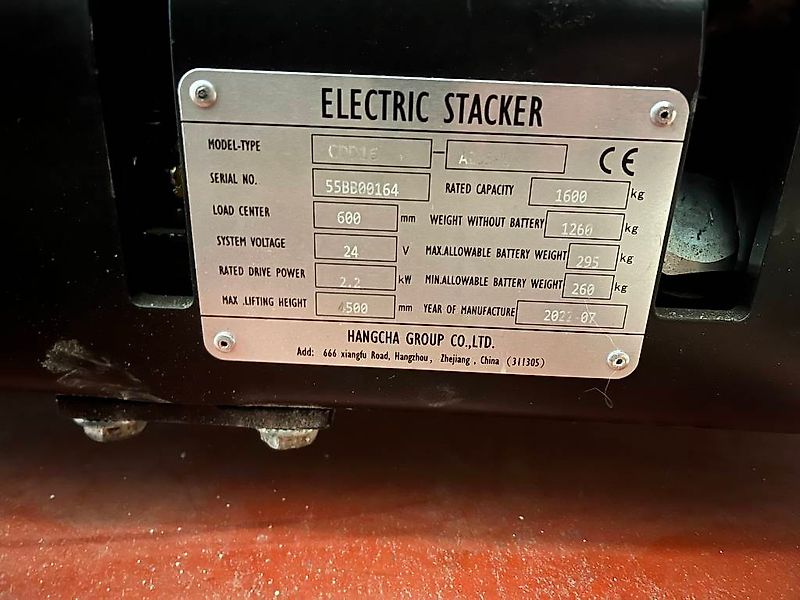 ELECTRIC STACKER
MODEL-TYPE CDD16 - CE
SERIAL NO. 55BB00164 RATED CAPACITY 1600 kg
LOAD CENTER 600 mm WEIGHT WITHOUT BATTERY 1260 kg
SYSTEM VOLTAGE 24 V MAX.ALLOWABLE BATTERY WEIGHT 295 kg
RATED DRIVE POWER 2.2 kW MIN.ALLOWABLE BATTERY WEIGHT 260 kg
MAX .LIFTING HEIGHT 4500 mm YEAR OF MANUFACTURE 2022-07
HANGCHA GROUP CO.,LTD.
Add: 666 xiangfu Road, Hangzhou, Zhejiang, China (311305)